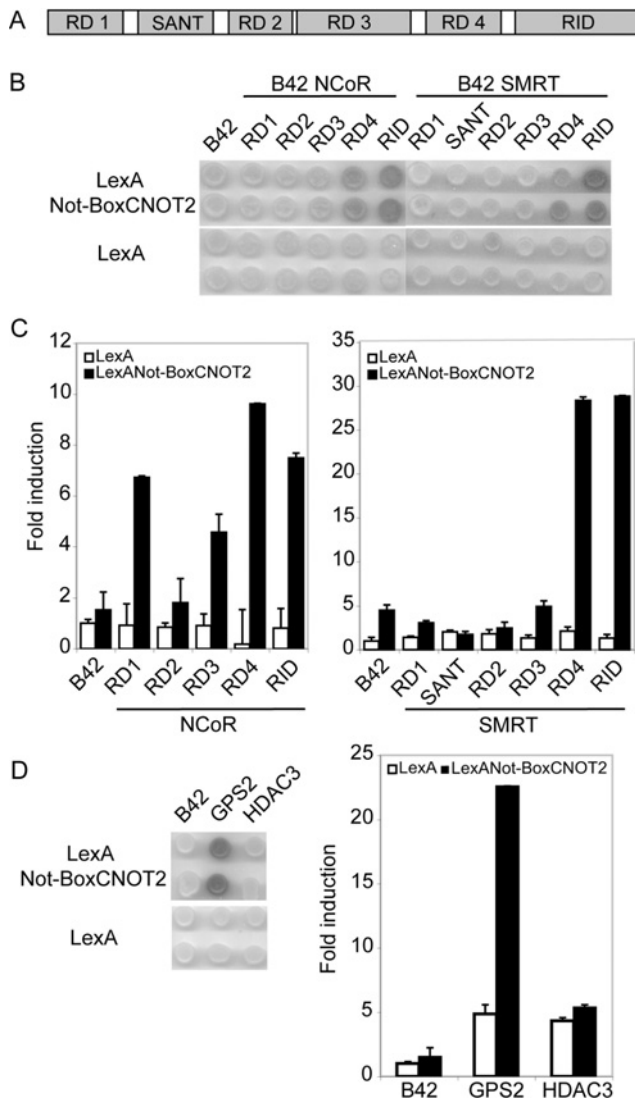 A
RD 1 SANT RD 2 RD 3 RD 4 RID
B
B42 NCoR B42 SMRT
B42 RD1 RD2 RD3 RD4 RID RD1 SANT RD2 RD3 RD4 RID
LexA
Not-BoxCNOT2
LexA
C
12
10
8
6
4
2
0
Fold induction
LexA
LexANot-BoxCNOT2
B42 RD1 RD2 RD3 RD4 RID
NCoR
35
30
25
20
15
10
5
0
LexA
LexANot-BoxCNOT2
B42 RD1 SANT RD2 RD3 RD4 RID
SMRT
D
B42 GPS2 HDAC3
LexA
Not-BoxCNOT2
LexA
LexA LexANot-BoxCNOT2
25
20
15
10
5
0
Fold induction
B42 GPS2 HDAC3